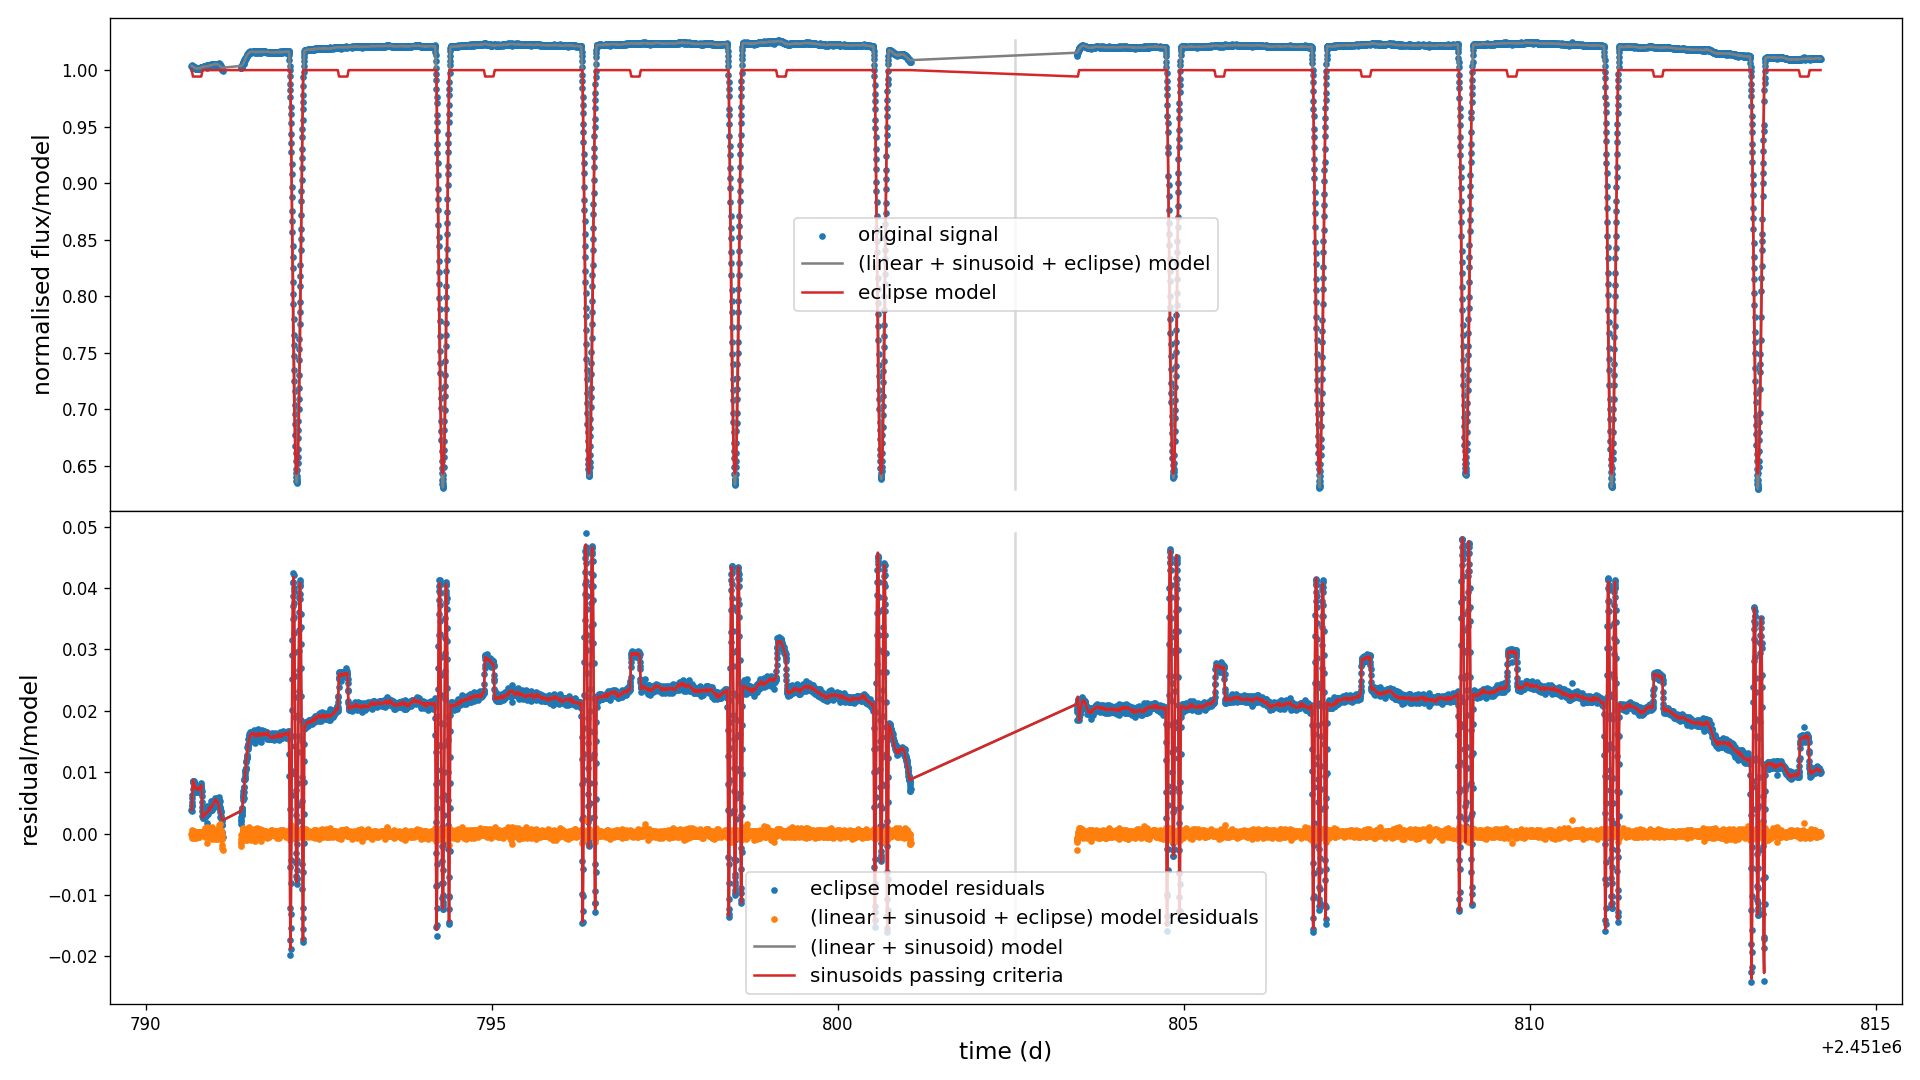 1.00
0.95
0.90
0.85
0.80
0.75
0.70
0.65
normalised flux/model
original signal
(linear + sinusoid + eclipse) model
eclipse model
0.05
0.04
0.03
0.02
0.01
0.00
−0.01
−0.02
residual/model
eclipse model residuals
(linear + sinusoid + eclipse) model residuals
(linear + sinusoid) model
sinusoids passing criteria
790 795 800 805 810 815
+2.451e6
time (d)